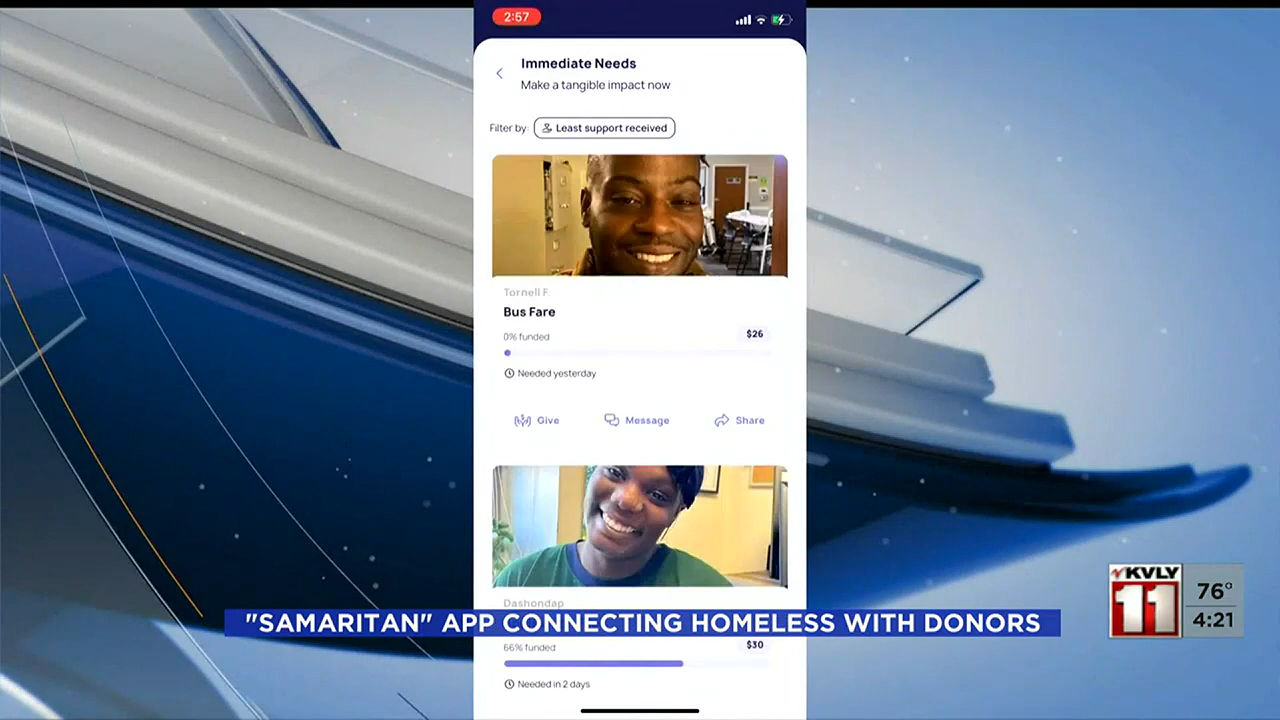 2:57
Immediate Needs
Make a tangible impact now
Filter by: Least support received
Tornell F.
Bus Fare
0% funded $26
Needed yesterday
Give Message Share
Dashondap
"SAMARITAN" APP CONNECTING HOMELESS WITH DONORS
66% funded $30
Needed in 2 days
KVLY
11
76°
4:21